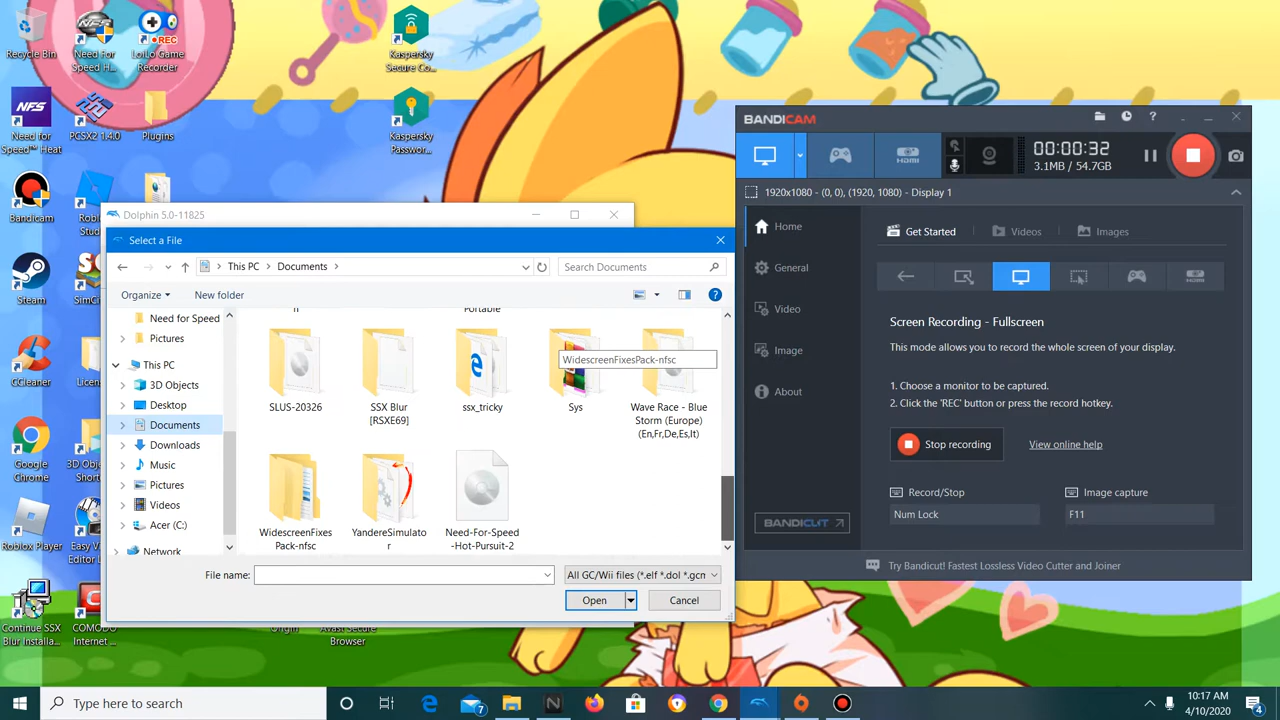 Recycle Bin
Need For
Speed H...
REC
LoiLo Game
Recorder
Kaspersky
Secure Co...
NFS
Need for
Speed™ Heat
PCSX2 1.4.0
Plugins
Kaspersky
Passwor...
Bandicam
Steam
CCleaner
Google
Chrome
Roblox Player
Continue SSX
Blur Installa...
COMODO
Internet ...
Origin
Avast Secure
Browser
Dolphin 5.0-11825
Select a File
This PC
Documents
Search Documents
Organize
New folder
?
Need for Speed
Pictures
This PC
3D Objects
Desktop
Documents
Downloads
Music
Pictures
Videos
Acer (C:)
Network
Portable
SLUS-20326
SSX Blur
[RSXE69]
ssx_tricky
WidescreenFixesPack-nfsc
Sys
Wave Race - Blue
Storm (Europe)
(En,Fr,De,Es,It)
WidescreenFixes
Pack-nfsc
YandereSimulato
r
Need-For-Speed
-Hot-Pursuit-2
File name:
All GC/Wii files (*.elf *.dol *.gcm
Open
Cancel
BANDICAM
?
HDMI
00:00:32
3.1MB / 54.7GB
1920x1080 - (0, 0), (1920, 1080) - Display 1
Home
General
Video
Image
About
BANDICUT
Get Started
Videos
Images
HDMI
Screen Recording - Fullscreen
This mode allows you to record the whole screen of your display.
1. Choose a monitor to be captured.
2. Click the 'REC' button or press the record hotkey.
Stop recording
View online help
Record/Stop
Num Lock
Image capture
F11
Try Bandicut! Fastest Lossless Video Cutter and Joiner
Type here to search
7
N
10:17 AM
4/10/2020
4